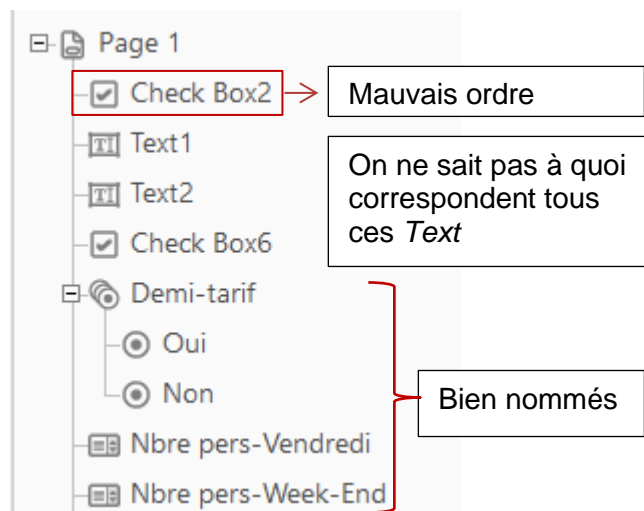 Page 1
Check Box2
Mauvais ordre
Text1
Text2
On ne sait pas à quoi
correspondent tous
ces Text
Check Box6
Demi-tarif
Oui
Non
Bien nommés
Nbre pers-Vendredi
Nbre pers-Week-End